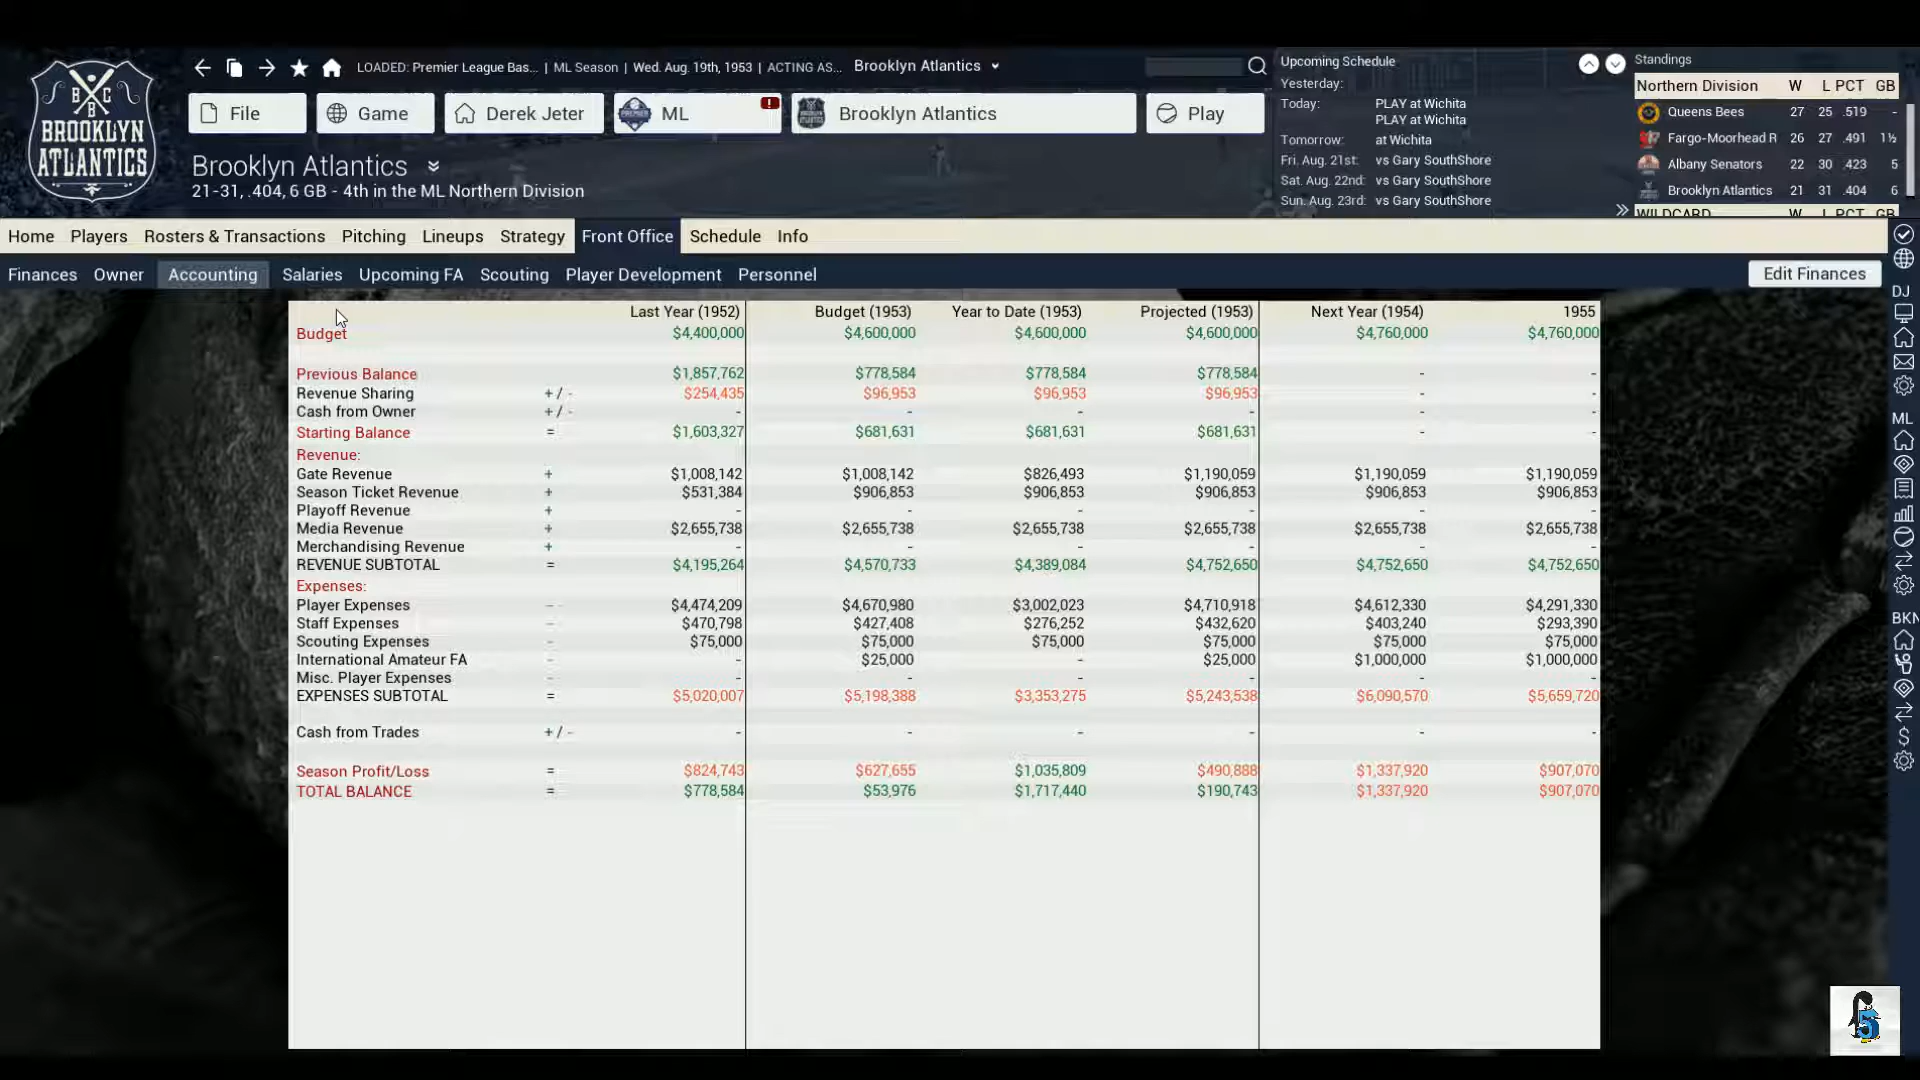 LOADED: Premier League Bas... | ML Season | Wed. Aug. 19th, 1953 | ACTING AS... Brooklyn Atlantics
B B C
BROOKLYN
ATLANTICS
File Game Derek Jeter ML ! Brooklyn Atlantics Play
Brooklyn Atlantics
21-31, .404, 6 GB - 4th in the ML Northern Division
Upcoming Schedule
Yesterday:
Today: PLAY at Wichita
PLAY at Wichita
Tomorrow: at Wichita
Fri. Aug. 21st: vs Gary SouthShore
Sat. Aug. 22nd: vs Gary SouthShore
Sun. Aug. 23rd: vs Gary SouthShore
Standings
Northern Division W L PCT GB
Queens Bees 27 25 .519 -
Fargo-Moorhead R 26 27 .491 1½
Albany Senators 22 30 .423 5
Brooklyn Atlantics 21 31 .404 6
WILDCARD W L PCT GB
Home Players Rosters & Transactions Pitching Lineups Strategy Front Office Schedule Info
Finances Owner Accounting Salaries Upcoming FA Scouting Player Development Personnel Edit Finances
Last Year (1952) Budget (1953) Year to Date (1953) Projected (1953) Next Year (1954) 1955
Budget $4,400,000 $4,600,000 $4,600,000 $4,600,000 $4,760,000 $4,760,000
Previous Balance $1,857,762 $778,584 $778,584 $778,584 - -
Revenue Sharing + / - $254,435 $96,953 $96,953 $96,953 - -
Cash from Owner + / - - - - - - -
Starting Balance = $1,603,327 $681,631 $681,631 $681,631 - -
Revenue:
Gate Revenue + $1,008,142 $1,008,142 $826,493 $1,190,059 $1,190,059 $1,190,059
Season Ticket Revenue + $531,384 $906,853 $906,853 $906,853 $906,853 $906,853
Playoff Revenue + - - - - - -
Media Revenue + $2,655,738 $2,655,738 $2,655,738 $2,655,738 $2,655,738 $2,655,738
Merchandising Revenue + - - - - - -
REVENUE SUBTOTAL = $4,195,264 $4,570,733 $4,389,084 $4,752,650 $4,752,650 $4,752,650
Expenses:
Player Expenses - $4,474,209 $4,670,980 $3,002,023 $4,710,918 $4,612,330 $4,291,330
Staff Expenses - $470,798 $427,408 $276,252 $432,620 $403,240 $293,390
Scouting Expenses - $75,000 $75,000 $75,000 $75,000 $75,000 $75,000
International Amateur FA - - $25,000 - $25,000 $1,000,000 $1,000,000
Misc. Player Expenses - - - - - - -
EXPENSES SUBTOTAL = $5,020,007 $5,198,388 $3,353,275 $5,243,538 $6,090,570 $5,659,720
Cash from Trades + / - - - - - - -
Season Profit/Loss = $824,743 $627,655 $1,035,809 $490,888 $1,337,920 $907,070
TOTAL BALANCE = $778,584 $53,976 $1,717,440 $190,743 $1,337,920 $907,070
DJ
ML
BKN
$
5